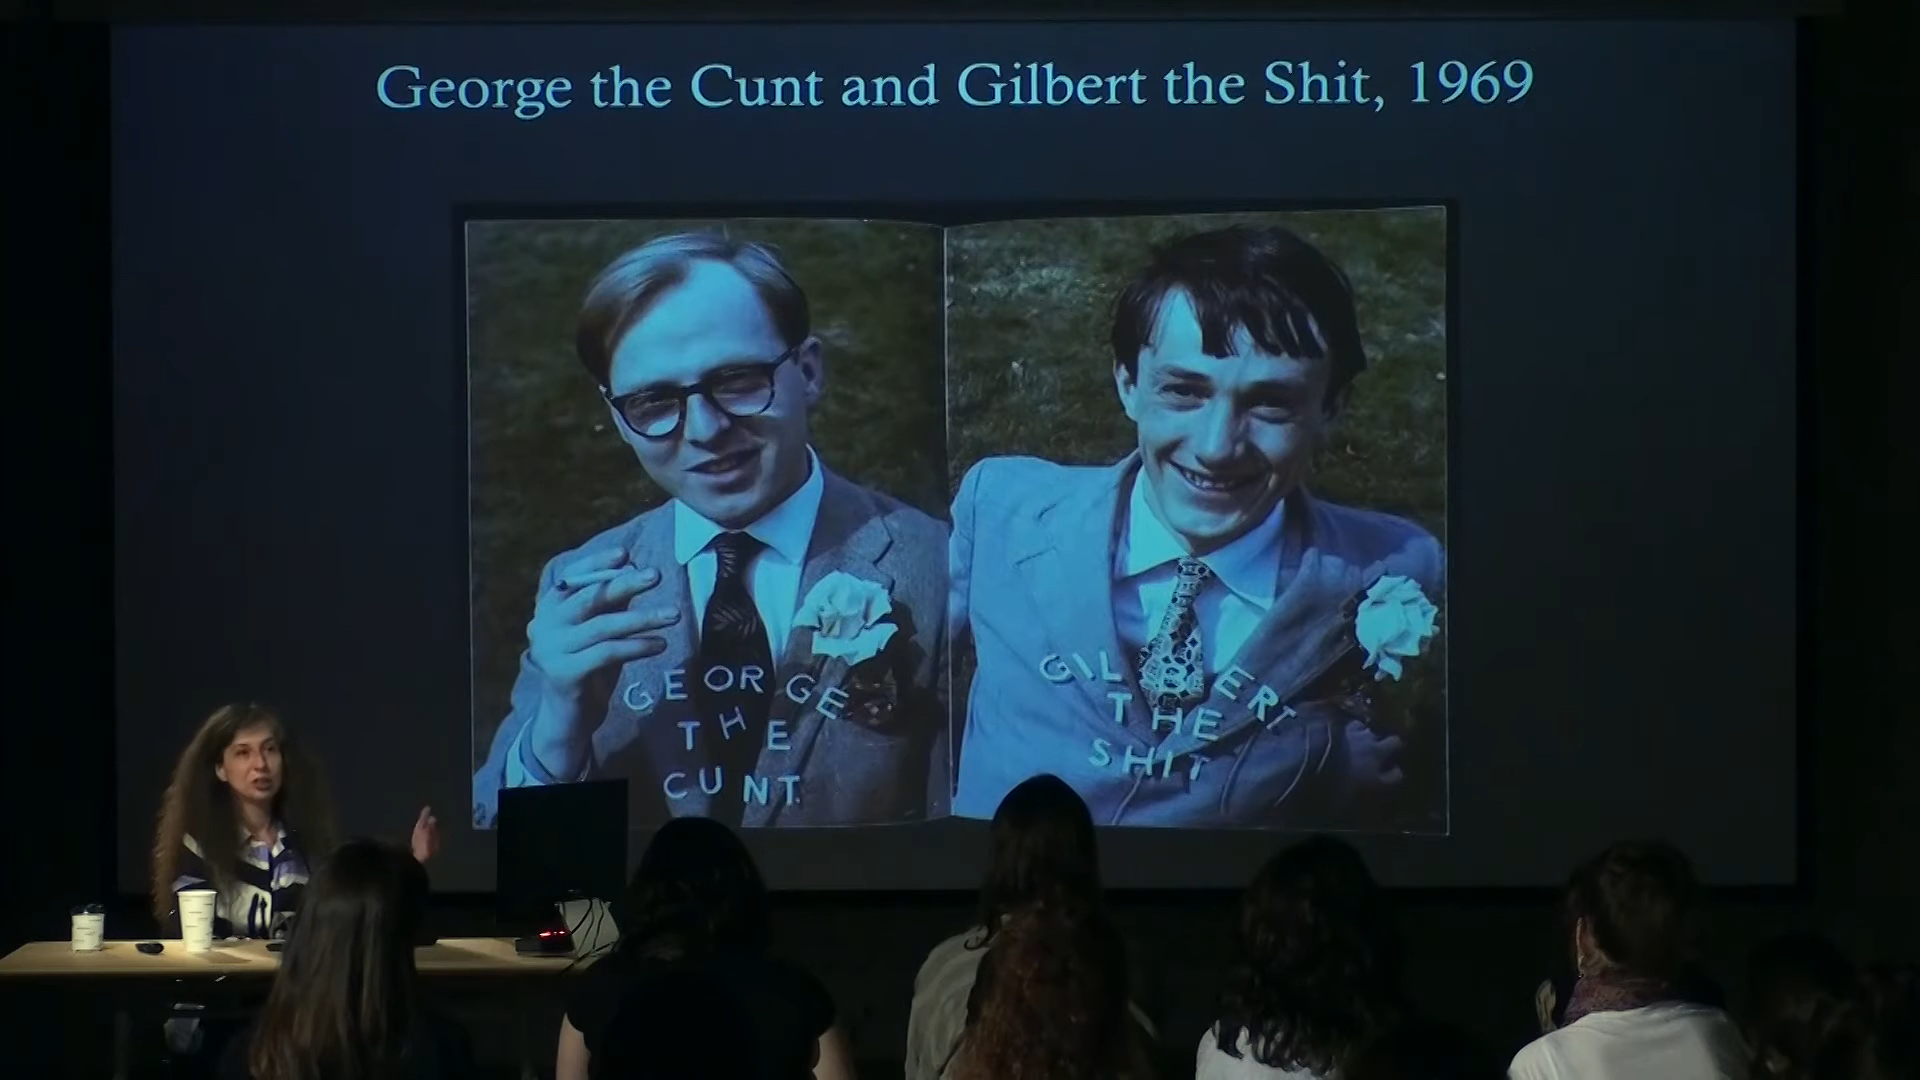 George the Cunt and Gilbert the Shit, 1969
GEORGE
THE
CUNT.
GILBERT
THE
SHIT